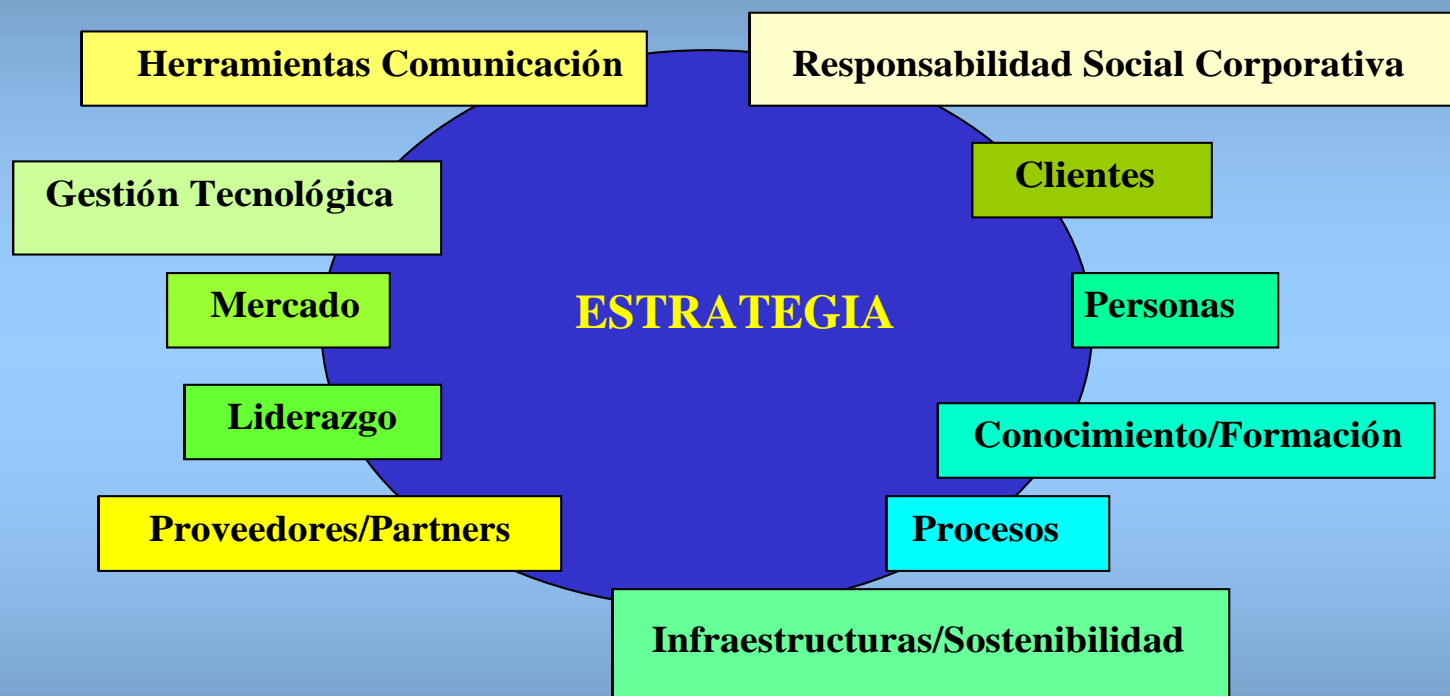 Herramientas Comunicación
Responsabilidad Social Corporativa
Gestión Tecnológica
Clientes
Mercado
ESTRATEGIA
Personas
Liderazgo
Conocimiento/Formación
Proveedores/Partners
Procesos
Infraestructuras/Sostenibilidad